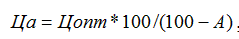 Ца = Цопт * 100/(100 − A) .